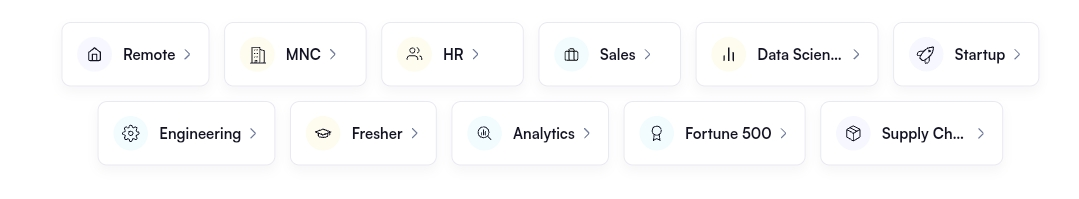 Remote
MNC
HR
Sales
Data Scien...
Startup
Engineering
Fresher
Analytics
Fortune 500
Supply Ch...